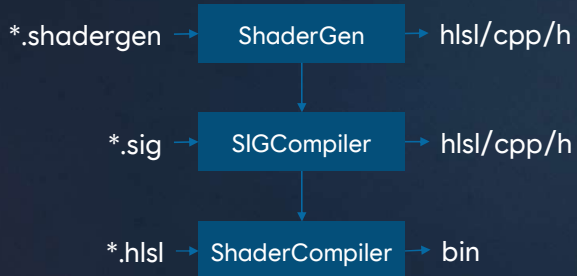 *.shadergen ShaderGen hlsl/cpp/h
*.sig SIGCompiler hlsl/cpp/h
*.hlsl ShaderCompiler bin